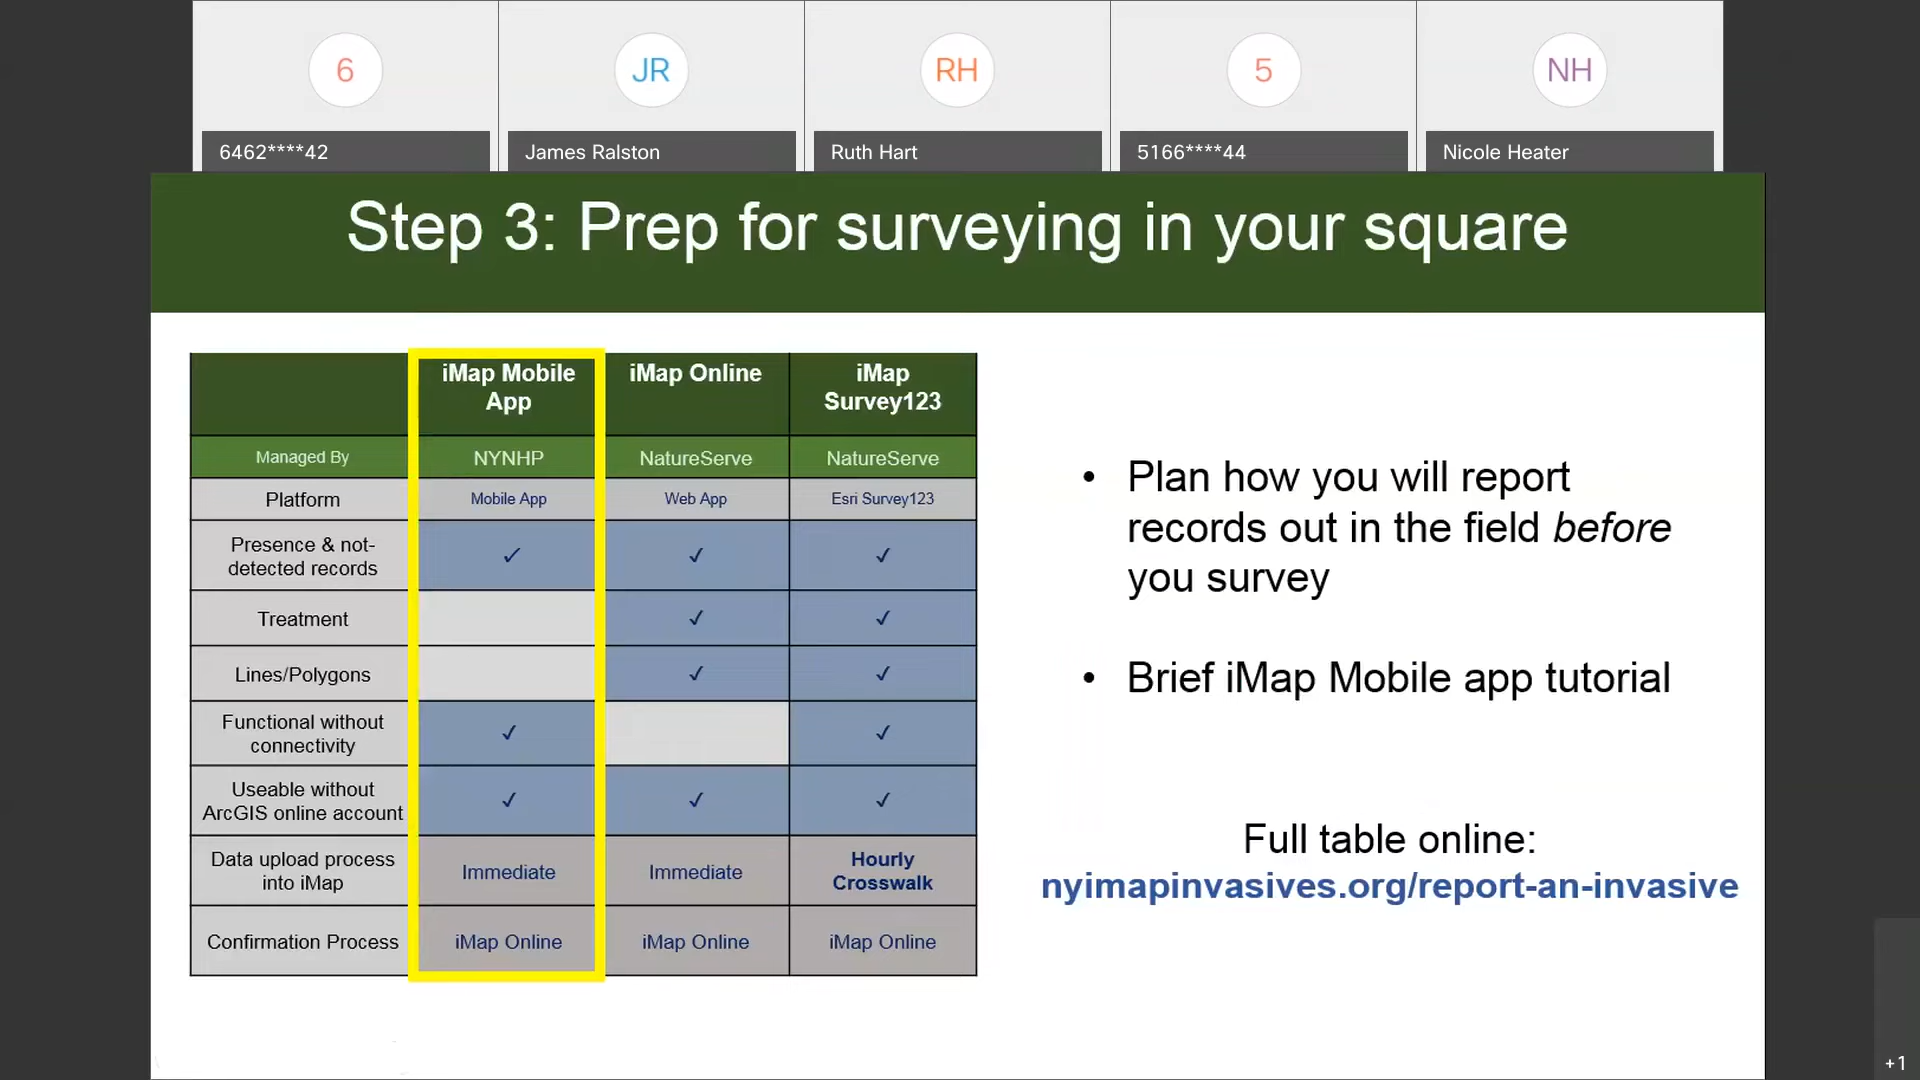 6 JR RH 5 NH
6462****42 James Ralston Ruth Hart 5166****44 Nicole Heater
Step 3: Prep for surveying in your square
iMap Mobile App iMap Online iMap Survey123
Managed By NYNHP NatureServe NatureServe
Platform Mobile App Web App Esri Survey123
Presence & not-
detected records ✓ ✓ ✓
Treatment ✓ ✓
Lines/Polygons ✓ ✓
Functional without
connectivity ✓ ✓
Useable without
ArcGIS online account ✓ ✓ ✓
Data upload process
into iMap Immediate Immediate Hourly Crosswalk
Confirmation Process iMap Online iMap Online iMap Online
• Plan how you will report
records out in the field before
you survey
• Brief iMap Mobile app tutorial
Full table online:
nyimapinvasives.org/report-an-invasive
+1